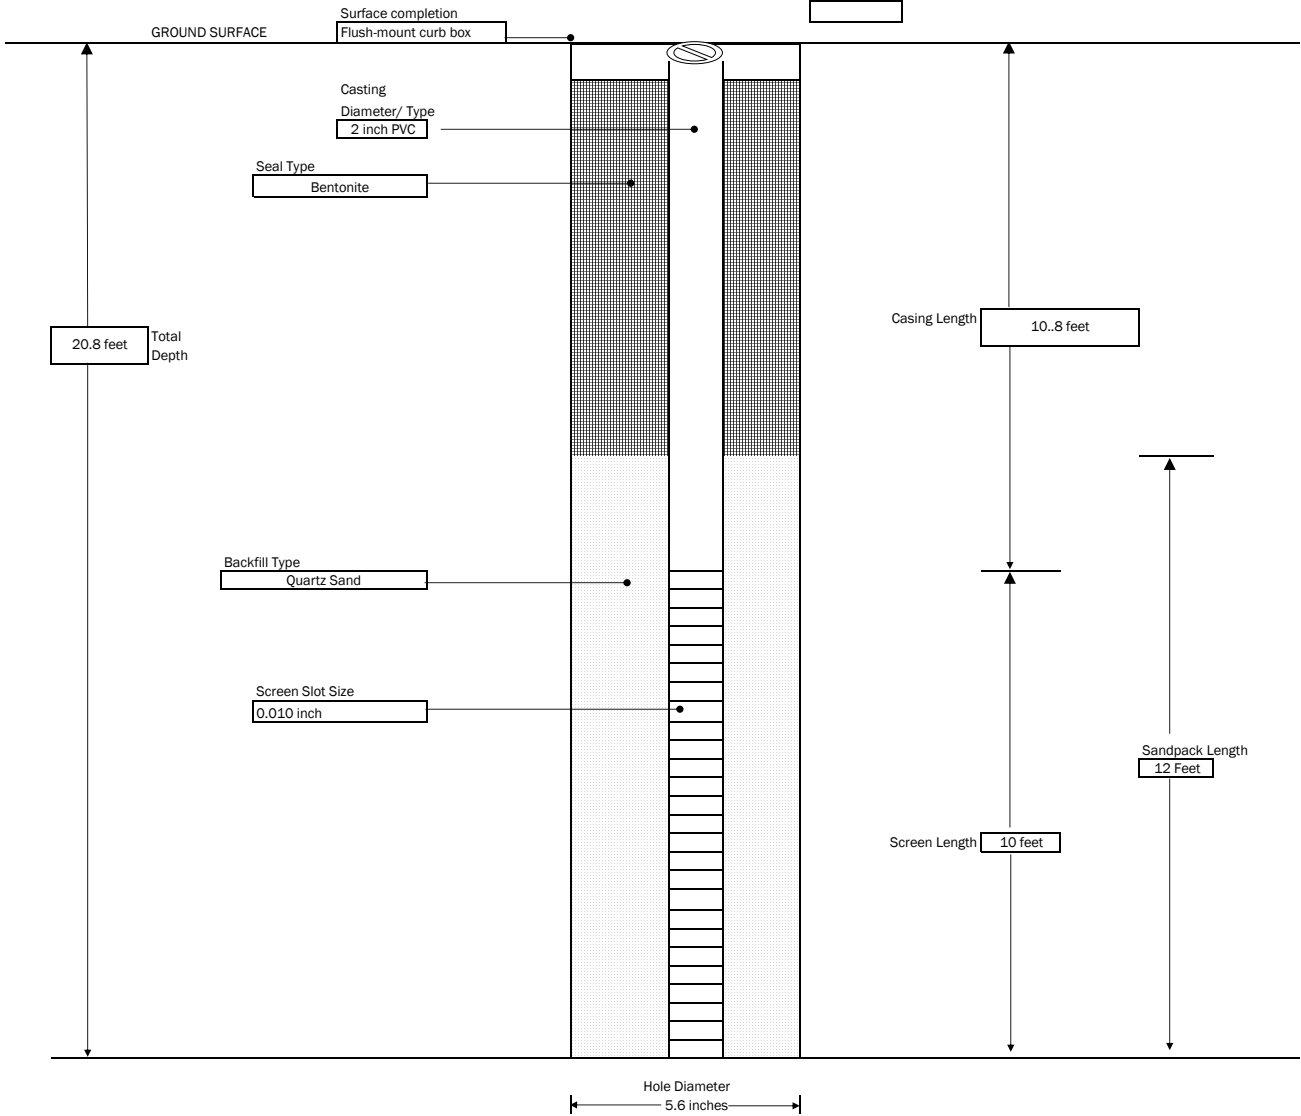 Surface completion
GROUND SURFACE
Flush-mount curb box
Casting
Diameter/ Type
2 inch PVC
Seal Type
Bentonite
Casing Length
10..8 feet
20.8 feet
Total
Depth
Backfill Type
Quartz Sand
Screen Slot Size
0.010 inch
Sandpack Length
12 Feet
Screen Length
10 feet
Hole Diameter
5.6 inches